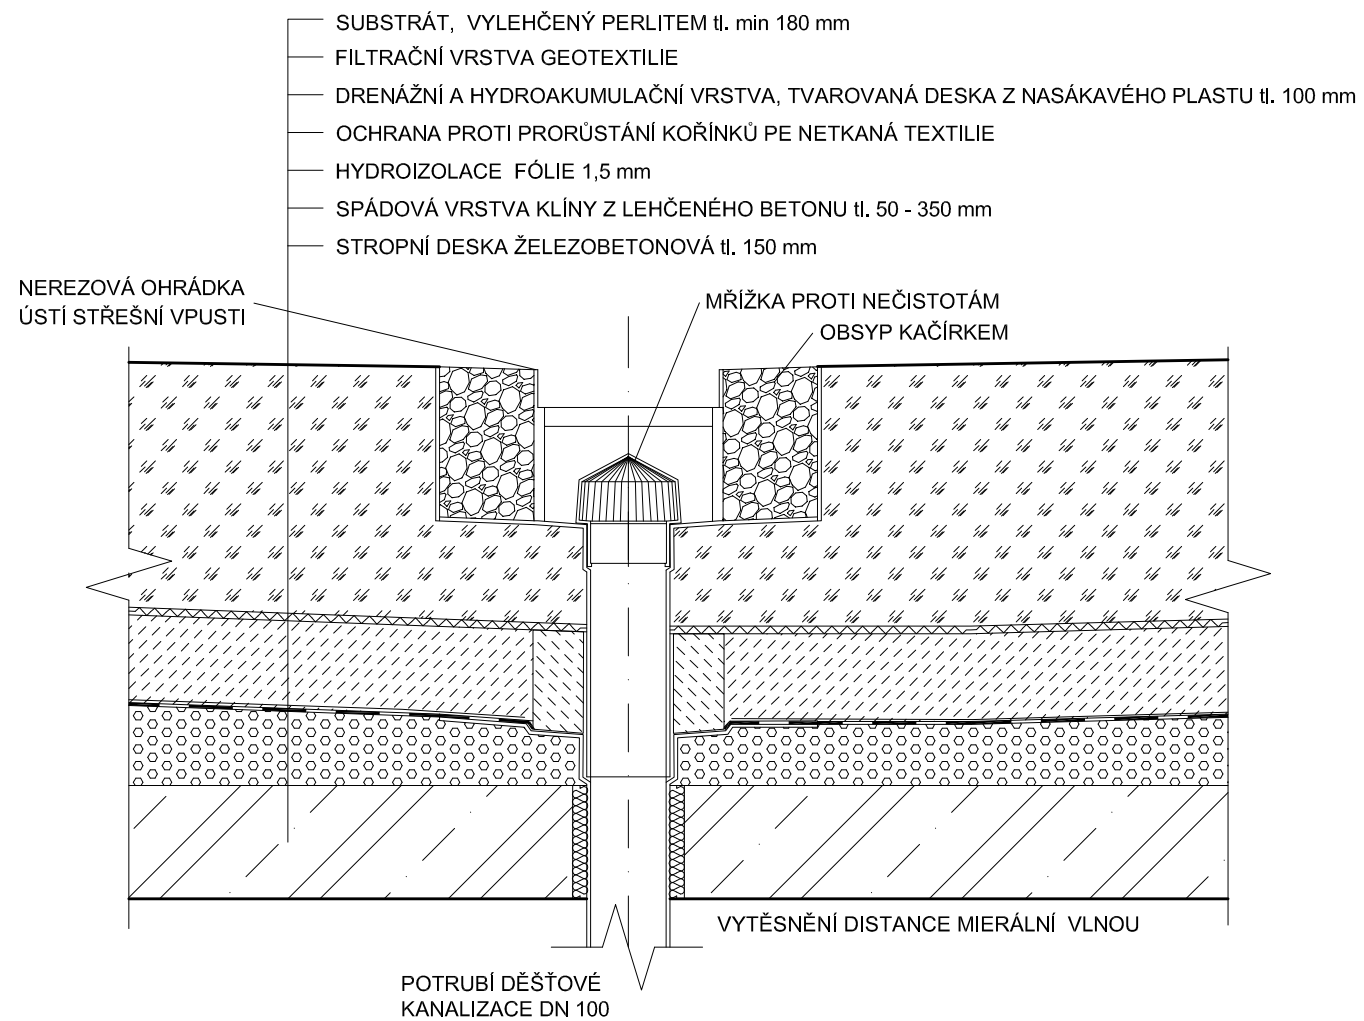 SUBSTRÁT, VYLEHČENÝ PERLITEM tl. min 180 mm
FILTRAČNÍ VRSTVA GEOTEXTILIE
DRENÁŽNÍ A HYDROAKUMULAČNÍ VRSTVA, TVAROVANÁ DESKA Z NASÁKAVÉHO PLASTU tl. 100 mm
OCHRANA PROTI PRORŮSTÁNÍ KOŘÍNKŮ PE NETKANÁ TEXTILIE
HYDROIZOLACE FÓLIE 1,5 mm
SPÁDOVÁ VRSTVA KLÍNY Z LEHČENÉHO BETONU tl. 50 - 350 mm
STROPNÍ DESKA ŽELEZOBETONOVÁ tl. 150 mm
NEREZOVÁ OHRÁDKA
ÚSTÍ STŘEŠNÍ VPUSTI
MŘÍŽKA PROTI NEČISTOTÁM
OBSYP KAČÍRKEM
VYTĚSNĚNÍ DISTANCE MIERÁLNÍ VLNOU
POTRUBÍ DĚŠŤOVÉ
KANALIZACE DN 100